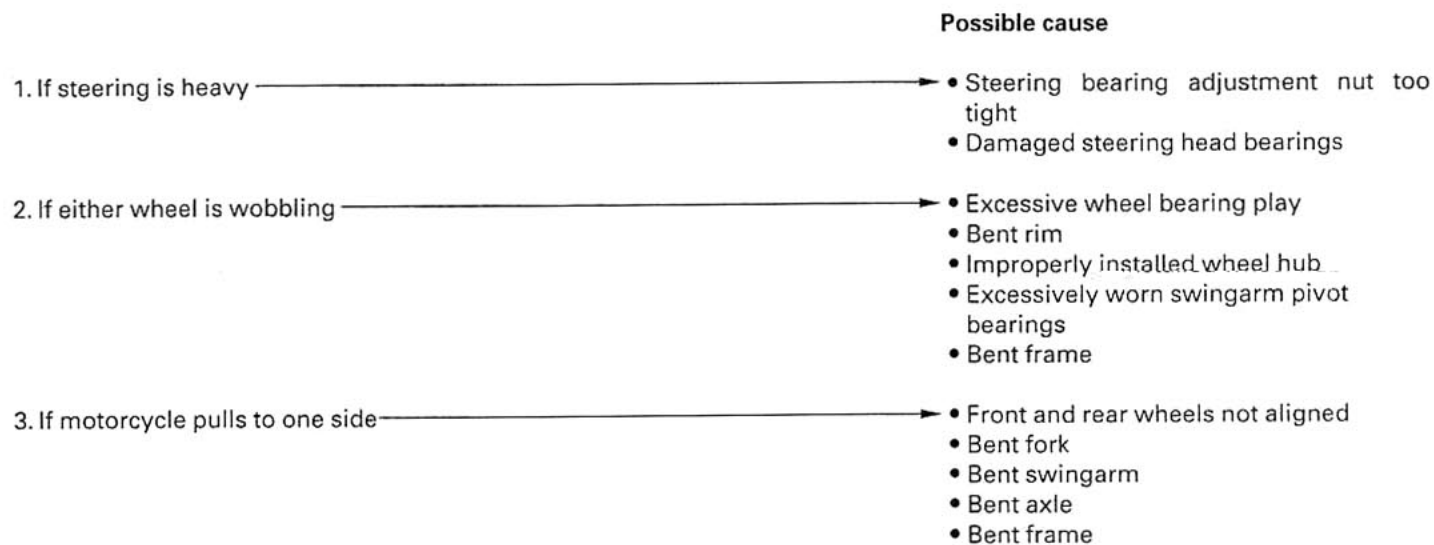 Possible cause
1. If steering is heavy
• Steering bearing adjustment nut too
tight
• Damaged steering head bearings
2. If either wheel is wobbling
• Excessive wheel bearing play
• Bent rim
• Improperly installed wheel hub
• Excessively worn swingarm pivot
bearings
• Bent frame
3. If motorcycle pulls to one side
• Front and rear wheels not aligned
• Bent fork
• Bent swingarm
• Bent axle
• Bent frame